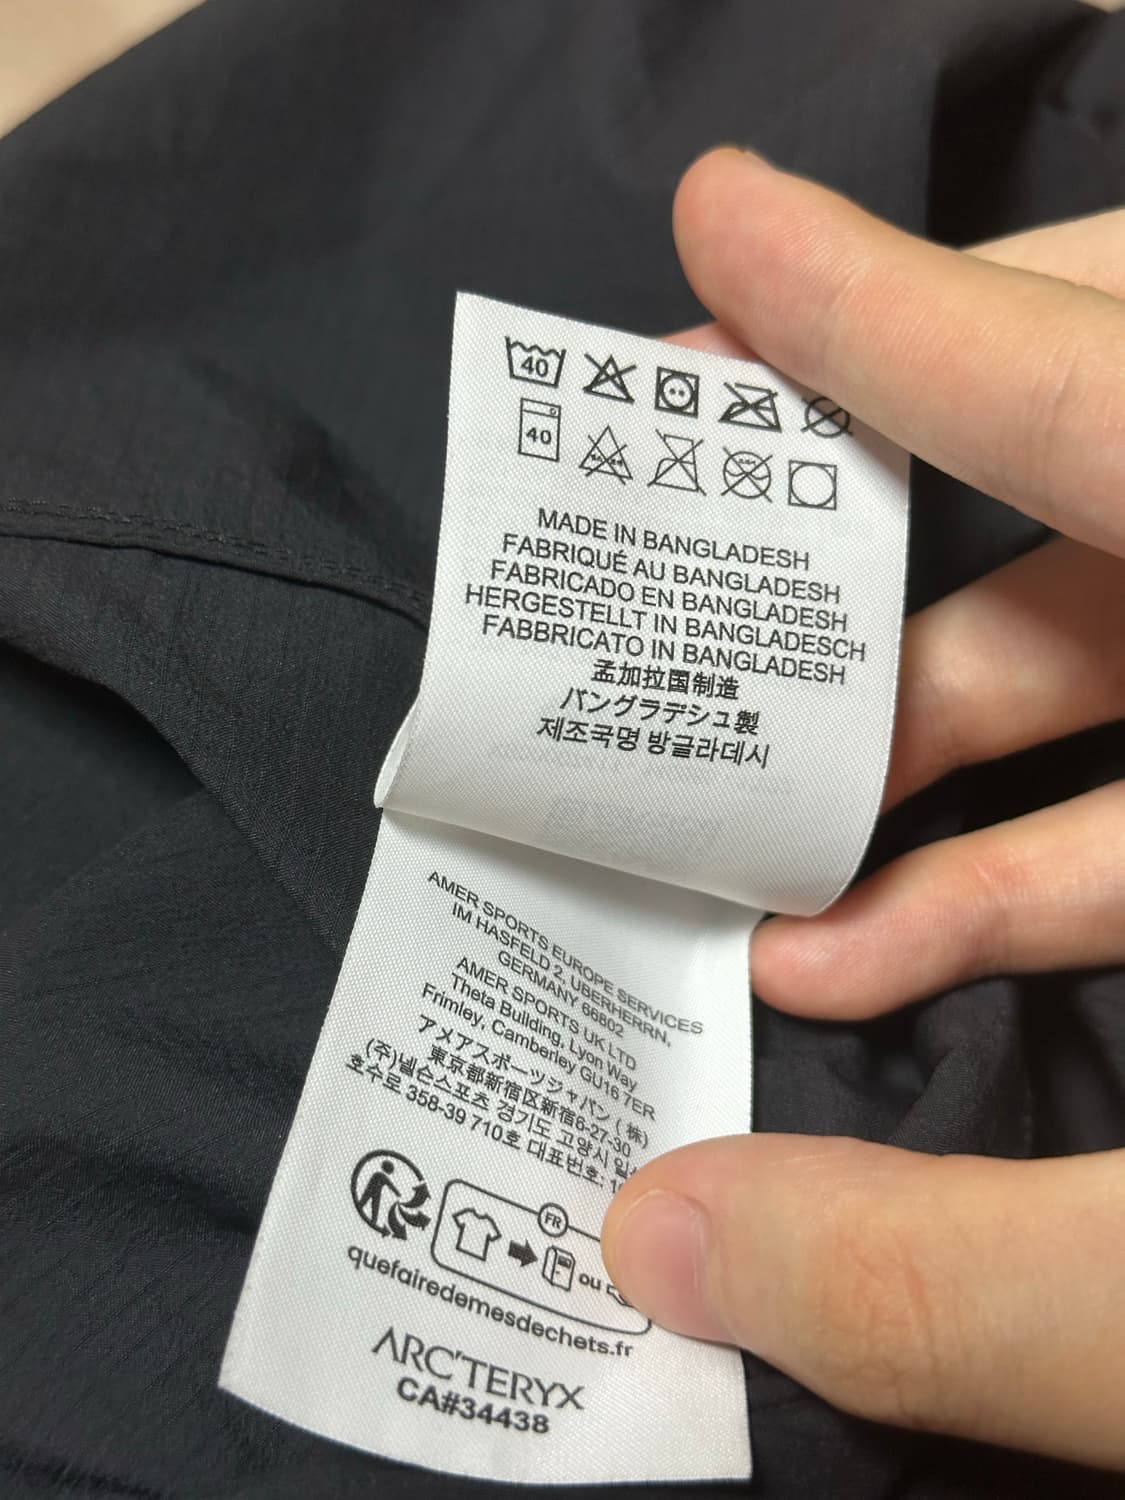 40
40
MADE IN BANGLADESH
FABRIQUÉ AU BANGLADESH
FABRICADO EN BANGLADESH
HERGESTELLT IN BANGLADESCH
FABBRICATO IN BANGLADESH
孟加拉国制造
バングラデシュ製
제조국명 방글라데시
AMER SPORTS EUROPE SERVICES
IM HASFELD 2, UBERHERRN,
GERMANY 66802
AMER SPORTS UK LTD
Theta Building, Lyon Way
Frimley, Camberley GU16 7ER
アメアスポーツジャパン (株)
東京都新宿区新宿6-27-30
(주)넬슨스포츠 경기도 고양시
호수로 358-39 710호 대표번호:
FR
ou
quefairedemesdechets.fr
ARC'TERYX
CA#34438